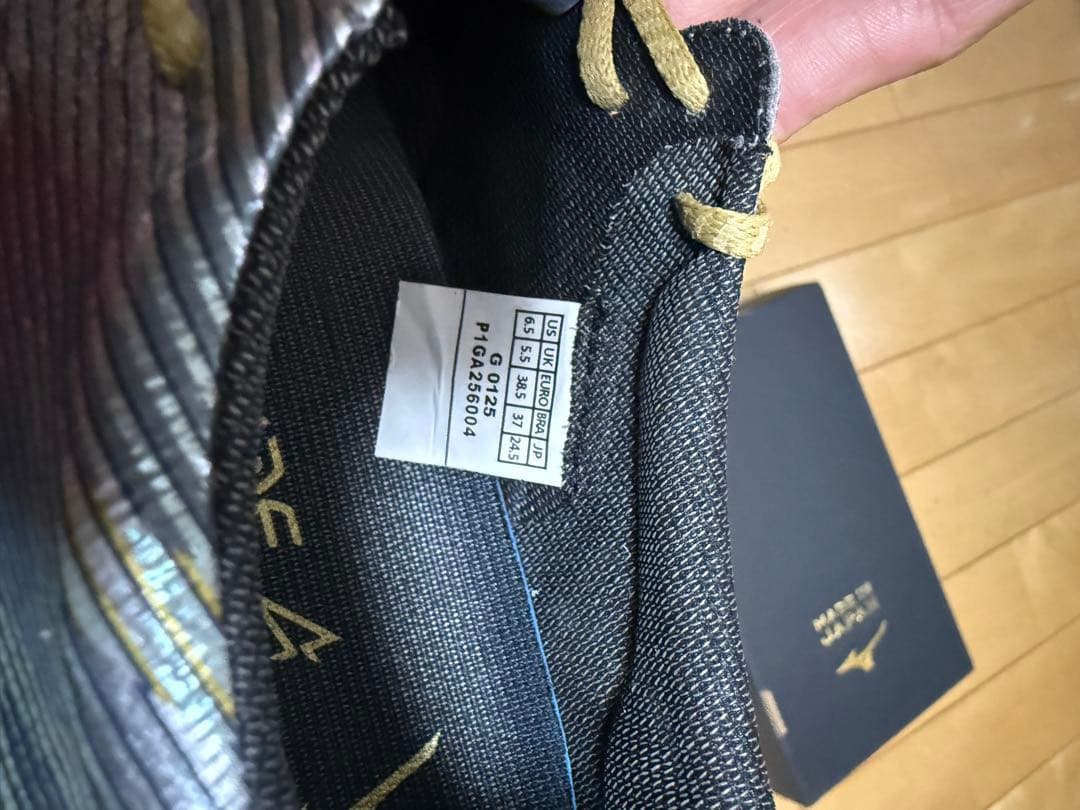 US UK EURO BRA JP
6.5 5.5 38.5 37 24.5
G 0125
P1GA256004
MADE IN
JAPAN